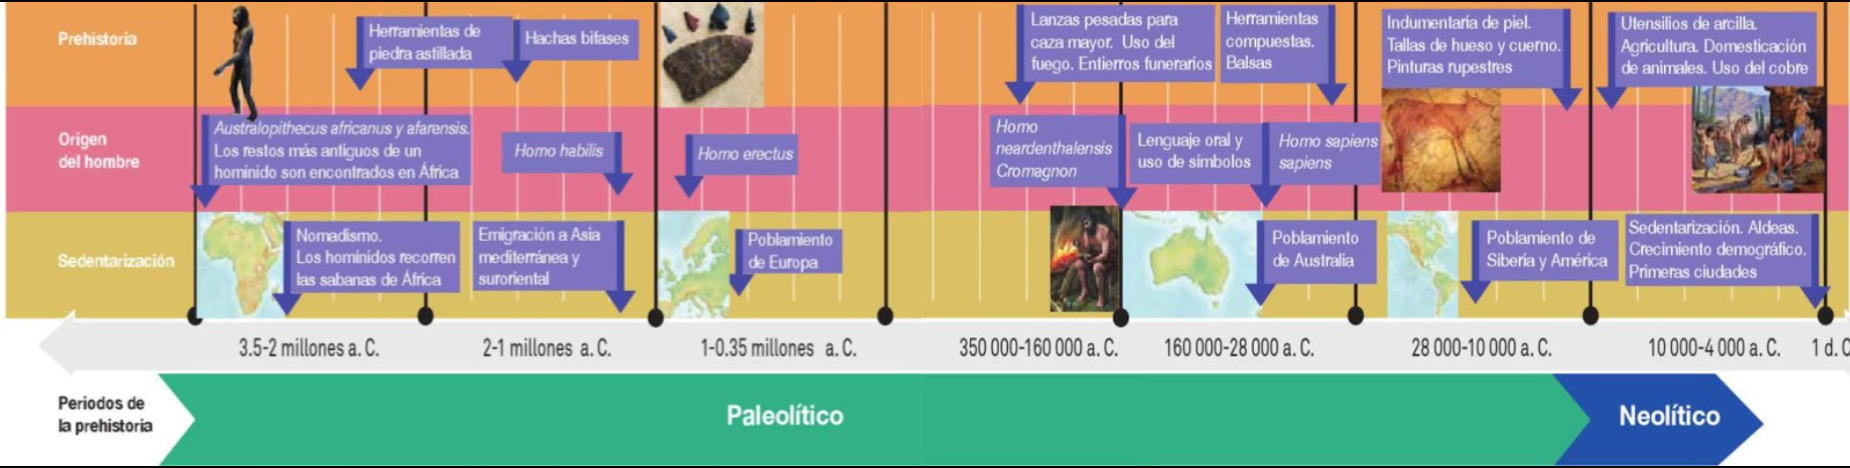 Prehistoria
Herramientas de
piedra astillada
Hachas bifases
Lanzas pesadas para
caza mayor. Uso del
fuego. Entierros funerarios
Herramientas
compuestas.
Balsas
Indumentaria de piel.
Tallas de hueso y cuerno.
Pinturas rupestres
Utensilios de arcilla.
Agricultura. Domesticación
de animales. Uso del cobre
Origen
del hombre
Australopithecus africanus y afarensis.
Los restos más antiguos de un
homínido son encontrados en África
Homo habilis
Homo erectus
Homo
neardenthalensis
Cromagnon
Lenguaje oral y
uso de símbolos
Homo sapiens
sapiens
Sedentarización
Nomadismo.
Los homínidos recorren
las sabanas de África
Emigración a Asia
mediterránea y
suroriental
Poblamiento
de Europa
Poblamiento
de Australia
Poblamiento de
Siberia y América
Sedentarización. Aldeas.
Crecimiento demográfico.
Primeras ciudades
3.5-2 millones a. C.
2-1 millones a. C.
1-0.35 millones a. C.
350 000-160 000 a. C.
160 000-28 000 a. C.
28 000-10 000 a. C.
10 000-4 000 a. C.
1 d. C
Periodos de
la prehistoria
Paleolítico
Neolítico